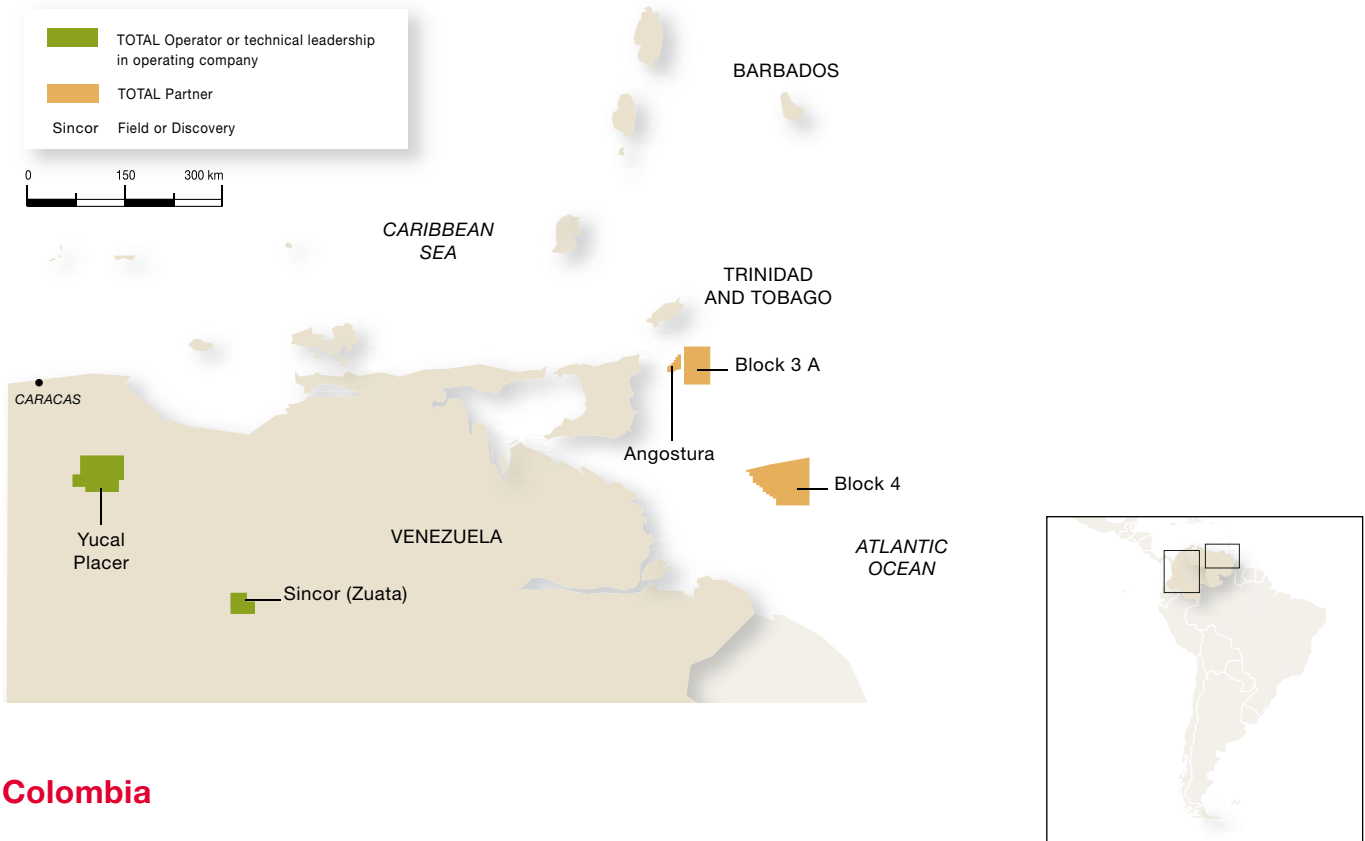 TOTAL Operator or technical leadership
in operating company
TOTAL Partner
Sincor Field or Discovery
0 150 300 km
BARBADOS
CARIBBEAN
SEA
TRINIDAD
AND TOBAGO
Block 3 A
CARACAS
Angostura
Block 4
Yucal
Placer
VENEZUELA
ATLANTIC
OCEAN
Sincor (Zuata)
Colombia